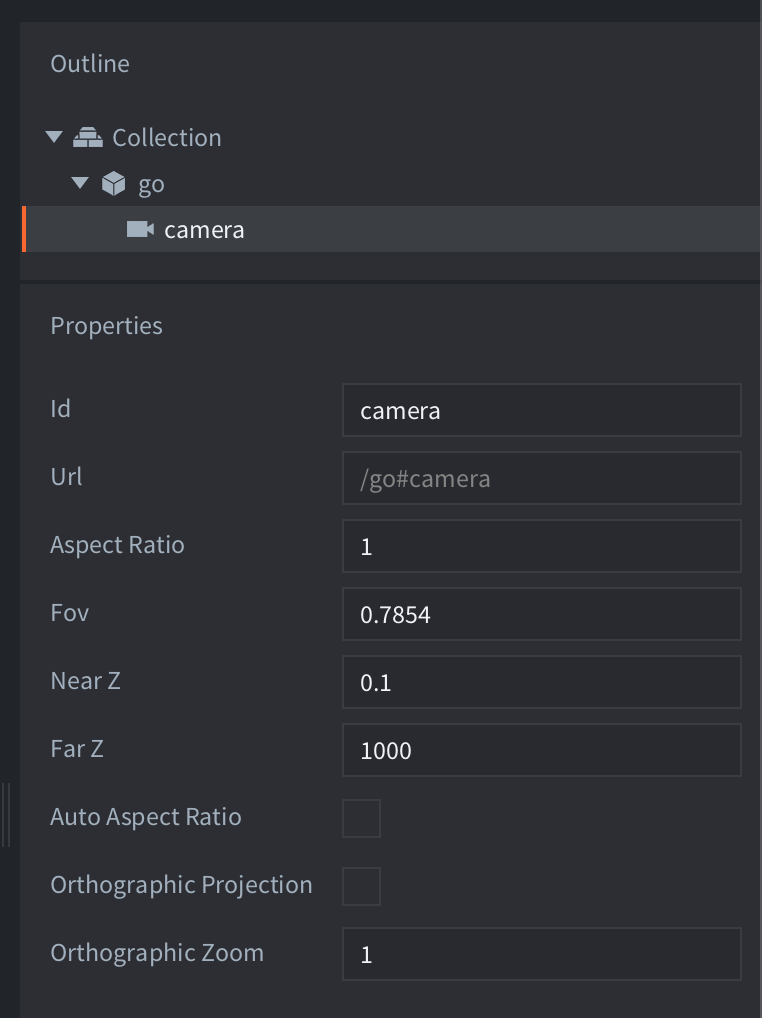 Outline
Collection
go
camera
Properties
Id camera
Url /go#camera
Aspect Ratio 1
Fov 0.7854
Near Z 0.1
Far Z 1000
Auto Aspect Ratio
Orthographic Projection
Orthographic Zoom 1